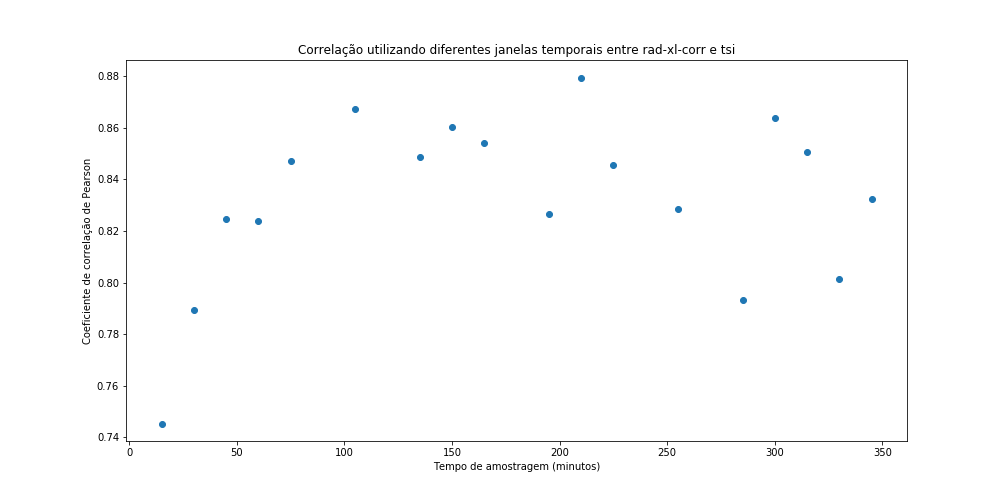 Correlação utilizando diferentes janelas temporais entre rad-xl-corr e tsi
Coeficiente de correlação de Pearson
0.88
0.86
0.84
0.82
0.80
0.78
0.76
0.74
0 50 100 150 200 250 300 350
Tempo de amostragem (minutos)